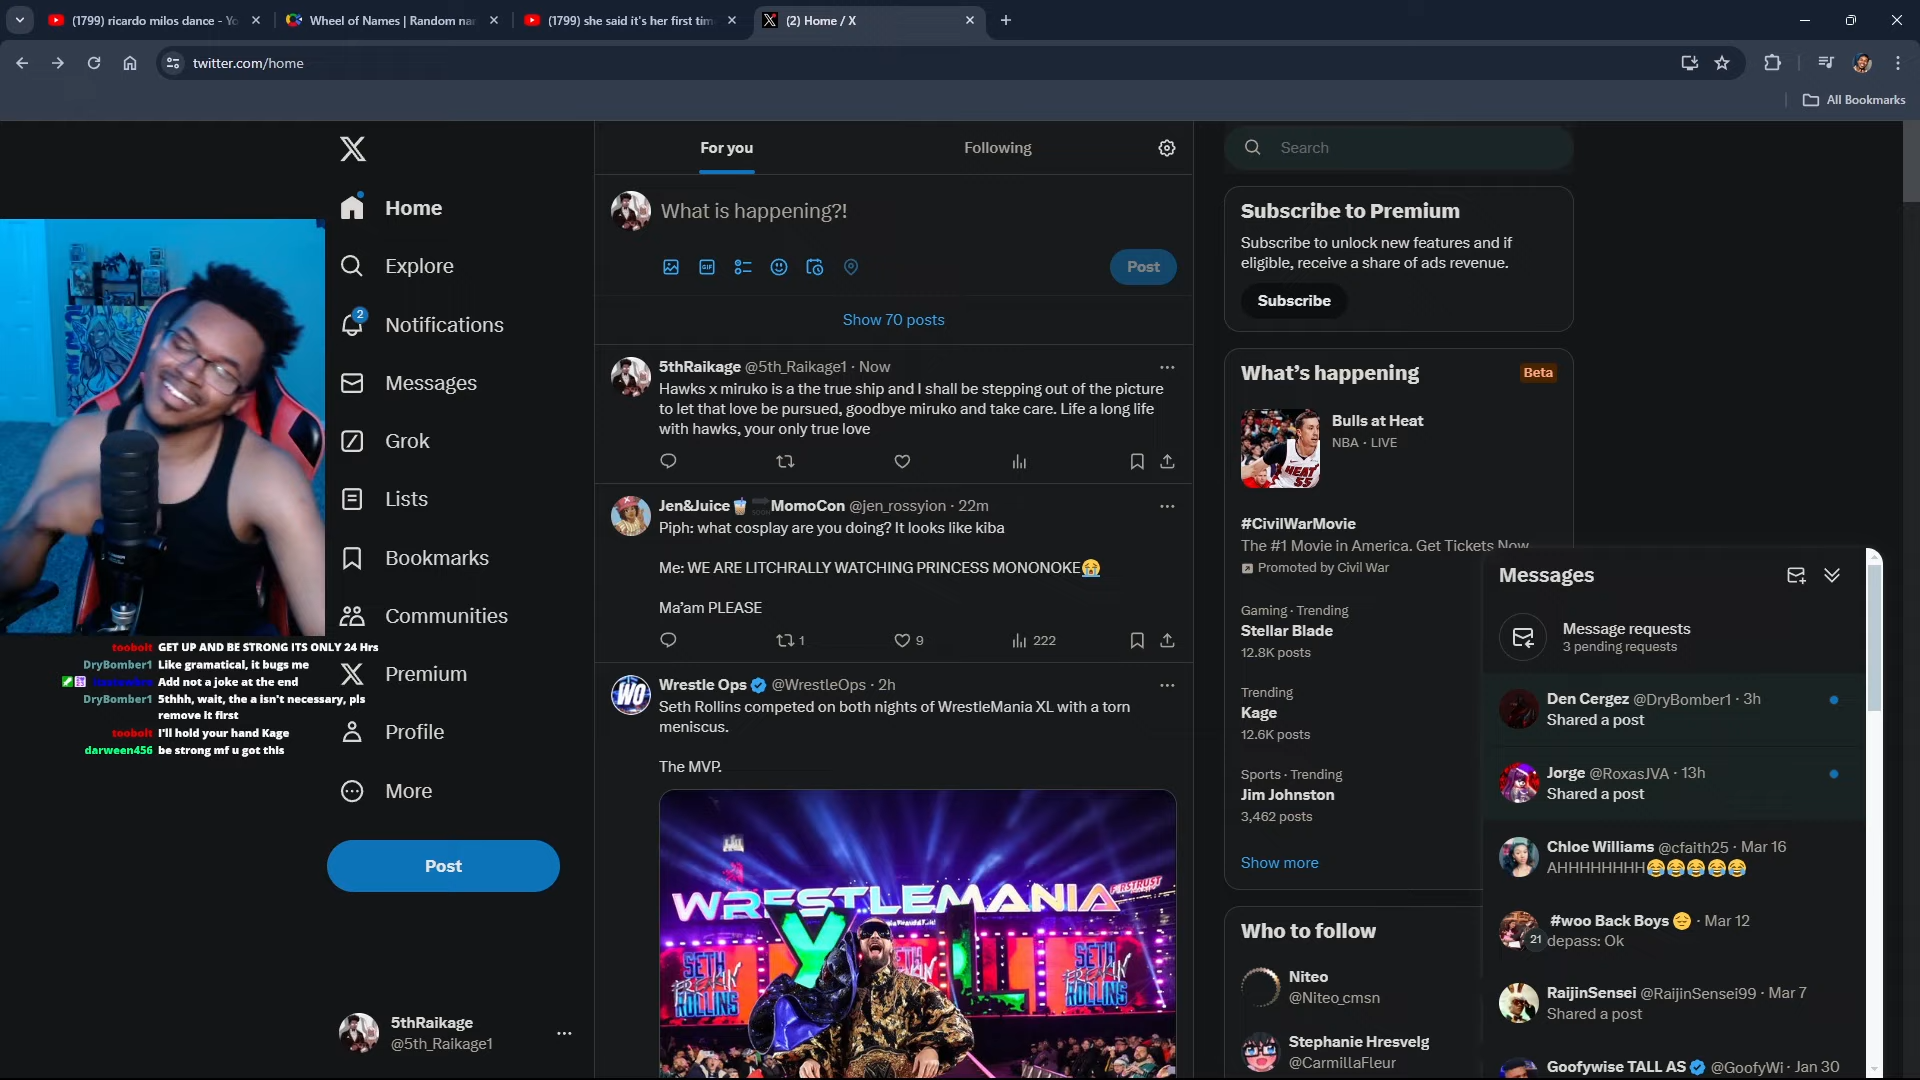 (1799) ricardo milos dance - Yo
Wheel of Names | Random na
(1799) she said it's her first tim
(2) Home / X
twitter.com/home
All Bookmarks
Home
Explore
2
Notifications
Messages
Grok
Lists
Bookmarks
Communities
Premium
Profile
More
Post
5thRaikage
@5th_Raikage1
toobolt GET UP AND BE STRONG ITS ONLY 24 Hrs
DryBomber1 Like gramatical, it bugs me
Add not a joke at the end
DryBomber1 5thhh, wait, the a isn't necessary, pls
remove it first
toobolt I'll hold your hand Kage
darween456 be strong mf u got this
For you
Following
What is happening?!
GIF
Post
Show 70 posts
5thRaikage @5th_Raikage1 · Now
Hawks x miruko is a the true ship and I shall be stepping out of the picture
to let that love be pursued, goodbye miruko and take care. Life a long life
with hawks, your only true love
Jen&Juice🧋🔜MomoCon @jen_rossyion · 22m
Piph: what cosplay are you doing? It looks like kiba
Me: WE ARE LITCHRALLY WATCHING PRINCESS MONONOKE😭
Ma'am PLEASE
1
9
222
WO
Wrestle Ops @WrestleOps · 2h
Seth Rollins competed on both nights of WrestleMania XL with a torn
meniscus.
The MVP.
WRESTLEMANIA
SETH
FREAKIN
ROLLINS
SETH
FREAKIN
ROLLINS
Search
Subscribe to Premium
Subscribe to unlock new features and if
eligible, receive a share of ads revenue.
Subscribe
What's happening
Beta
Bulls at Heat
NBA · LIVE
HEAT
55
#CivilWarMovie
The #1 Movie in America. Get Tickets Now
Promoted by Civil War
Gaming · Trending
Stellar Blade
12.8K posts
Trending
Kage
12.6K posts
Sports · Trending
Jim Johnston
3,462 posts
Show more
Who to follow
Niteo
@Niteo_cmsn
Stephanie Hresvelg
@CarmillaFleur
Messages
Message requests
3 pending requests
Den Cergez @DryBomber1 · 3h
Shared a post
Jorge @RoxasJVA · 13h
Shared a post
Chloe Williams @cfaith25 · Mar 16
AHHHHHHHH😂😂😂😂😂
#woo Back Boys 😔 · Mar 12
21
depass: Ok
RaijinSensei @RaijinSensei99 · Mar 7
Shared a post
Goofywise TALL AS @GoofyWi · Jan 30